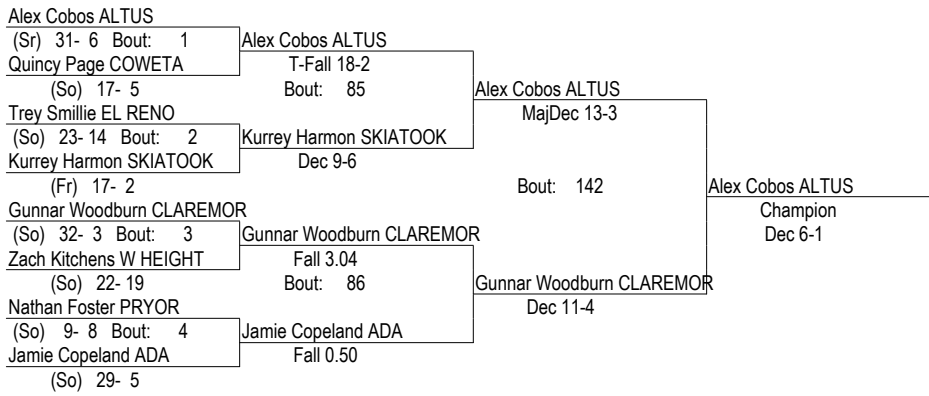 Alex Cobos ALTUS
(Sr) 31- 6 Bout: 1 Alex Cobos ALTUS
Quincy Page COWETA T-Fall 18-2
(So) 17- 5 Bout: 85 Alex Cobos ALTUS
Trey Smillie EL RENO MajDec 13-3
(So) 23- 14 Bout: 2 Kurrey Harmon SKIATOOK
Kurrey Harmon SKIATOOK Dec 9-6
(Fr) 17- 2 Bout: 142 Alex Cobos ALTUS
Gunnar Woodburn CLAREMOR Champion
(So) 32- 3 Bout: 3 Gunnar Woodburn CLAREMOR Dec 6-1
Zach Kitchens W HEIGHT Fall 3.04
(So) 22- 19 Bout: 86 Gunnar Woodburn CLAREMOR
Nathan Foster PRYOR Dec 11-4
(So) 9- 8 Bout: 4 Jamie Copeland ADA
Jamie Copeland ADA Fall 0.50
(So) 29- 5